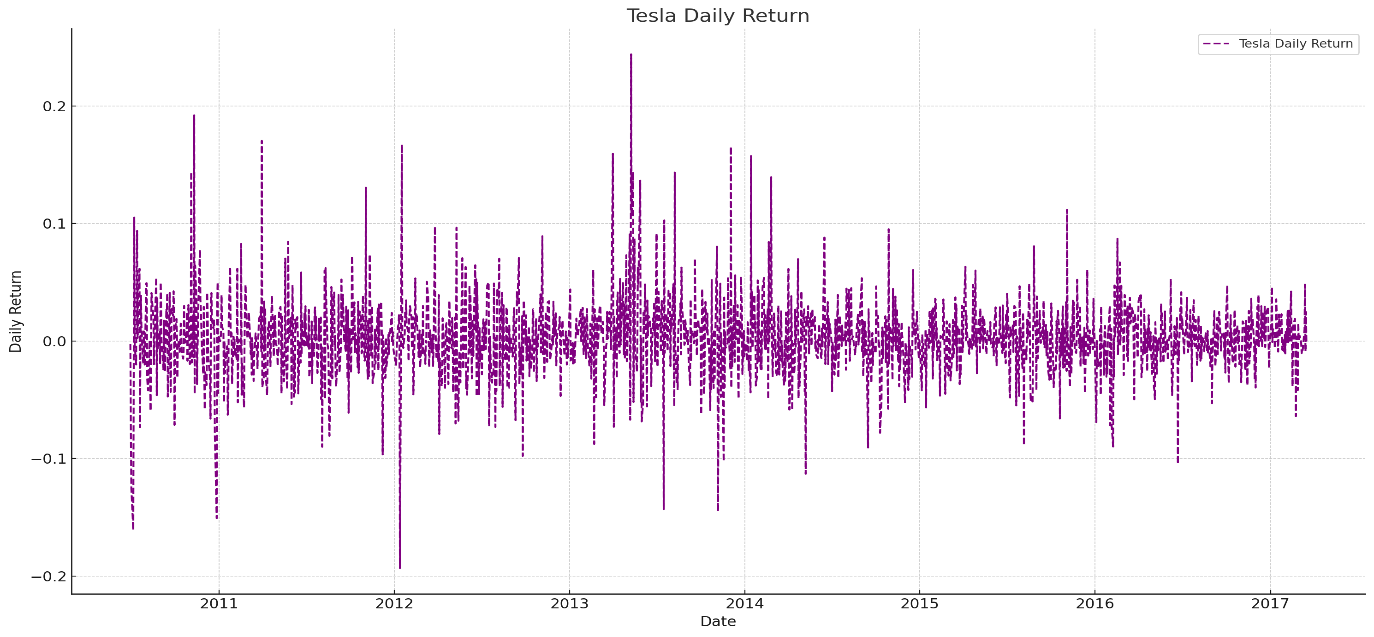 Tesla Daily Return
Tesla Daily Return
Daily Return
0.2
0.1
0.0
−0.1
−0.2
2011 2012 2013 2014 2015 2016 2017
Date